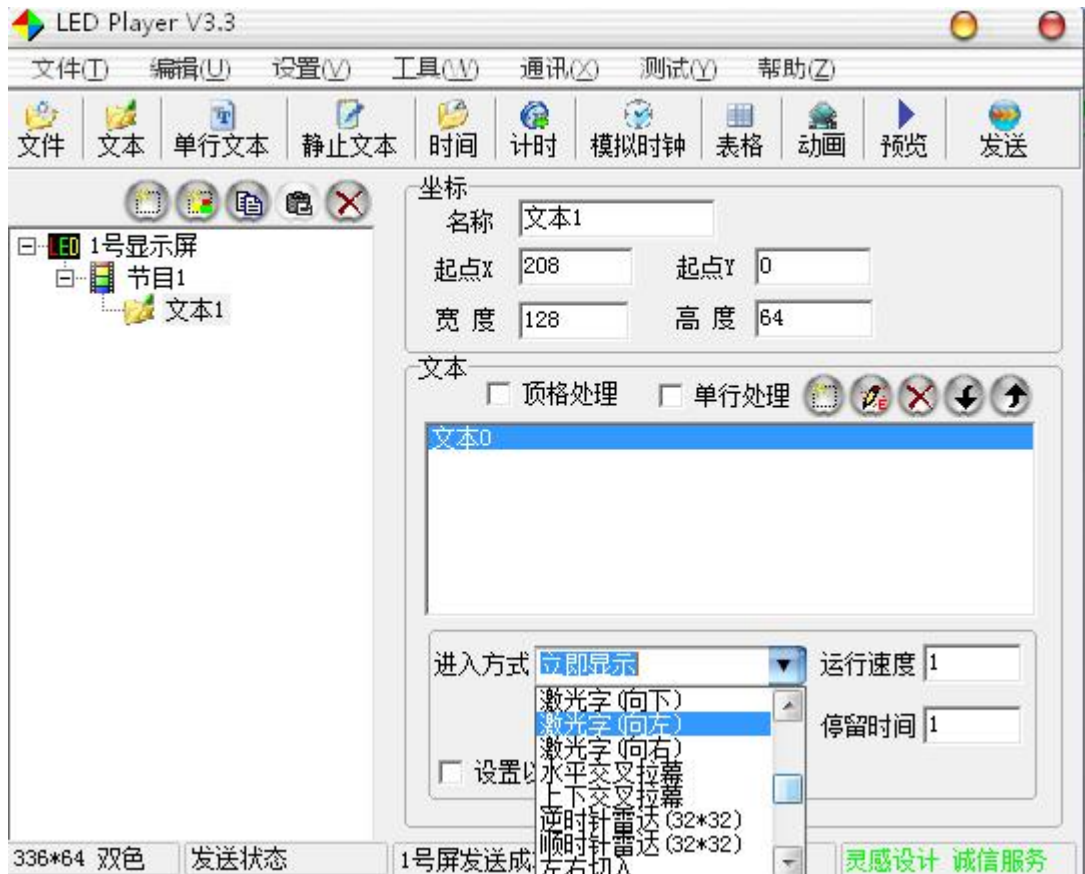 LED Player V3.3
文件(T) 编辑(U) 设置(V) 工具(W) 通讯(X) 测试(Y) 帮助(Z)
文件 文本 单行文本 静止文本 时间 计时 模拟时钟 表格 动画 预览 发送
坐标
名称 文本1
LED 1号显示屏
起点X 208 起点Y 0
节目1
文本1
宽 度 128 高 度 64
文本
顶格处理 单行处理
文本0
进入方式 立即显示 运行速度 1
激光字(向下)
激光字(向左) 停留时间 1
激光字(向右)
设置以 水平交叉拉幕
上下交叉拉幕
逆时针雷达(32*32)
顺时针雷达(32*32)
左右切入
336*64 双色 发送状态 1号屏发送成 灵感设计 诚信服务